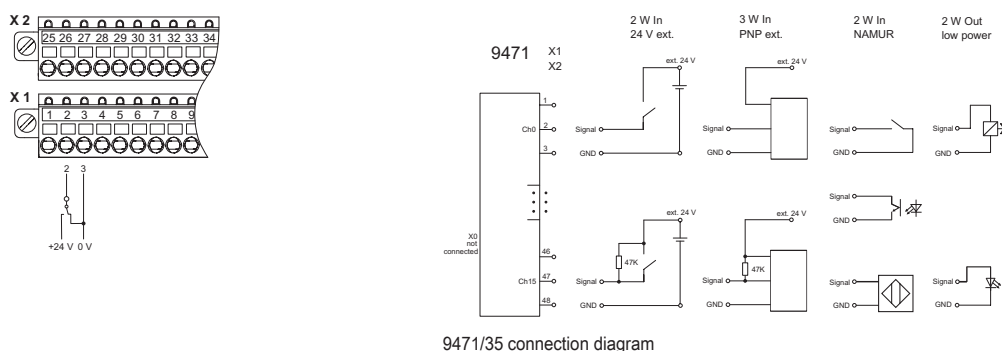 X 2
25 26 27 28 29 30 31 32 33 34
X 1
1 2 3 4 5 6 7 8 9
2 3
+24 V 0 V
2 W In
24 V ext.
3 W In
PNP ext.
2 W In
NAMUR
2 W Out
low power
9471
X1
X2
ext. 24 V
ext. 24 V
1
Ch0
2
3
Signal
GND
Signal
GND
Signal
GND
Signal
GND
Signal
GND
X0
not
connected
ext. 24 V
ext. 24 V
46
Ch15
47
48
47K
Signal
GND
47K
Signal
GND
Signal
GND
Signal
GND
9471/35 connection diagram